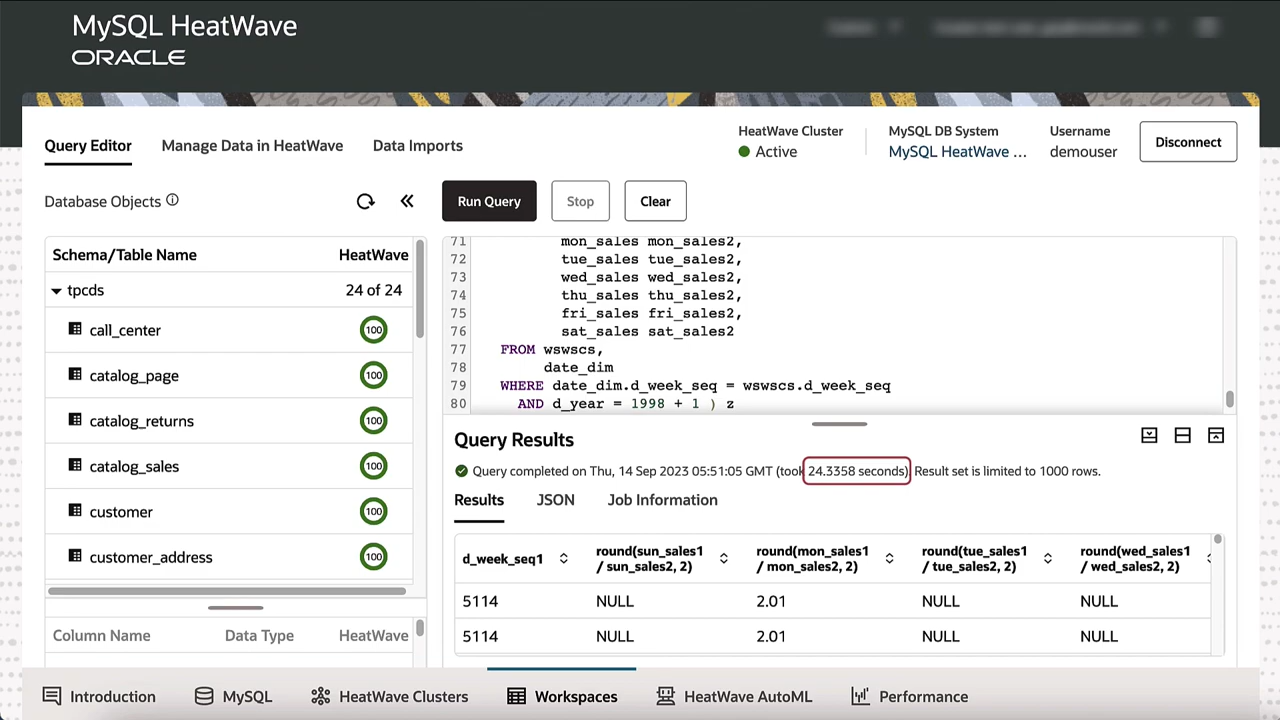 MySQL HeatWave
ORACLE
Query Editor
Manage Data in HeatWave
Data Imports
HeatWave Cluster
Active
MySQL DB System
MySQL HeatWave ...
Username
demouser
Disconnect
Database Objects
Run Query
Stop
Clear
Schema/Table Name HeatWave
tpcds 24 of 24
call_center 100
catalog_page 100
catalog_returns 100
catalog_sales 100
customer 100
customer_address 100
Column Name Data Type HeatWave
71 mon_sales mon_sales2,
72 tue_sales tue_sales2,
73 wed_sales wed_sales2,
74 thu_sales thu_sales2,
75 fri_sales fri_sales2,
76 sat_sales sat_sales2
77 FROM wswscs,
78 date_dim
79 WHERE date_dim.d_week_seq = wswscs.d_week_seq
80 AND d_year = 1998 + 1 ) z
Query Results
Query completed on Thu, 14 Sep 2023 05:51:05 GMT (took 24.3358 seconds) Result set is limited to 1000 rows.
Results
JSON
Job Information
d_week_seq1
round(sun_sales1
/ sun_sales2, 2)
round(mon_sales1
/ mon_sales2, 2)
round(tue_sales1
/ tue_sales2, 2)
round(wed_sales1
/ wed_sales2, 2)
5114 NULL 2.01 NULL NULL
5114 NULL 2.01 NULL NULL
Introduction
MySQL
HeatWave Clusters
Workspaces
HeatWave AutoML
Performance